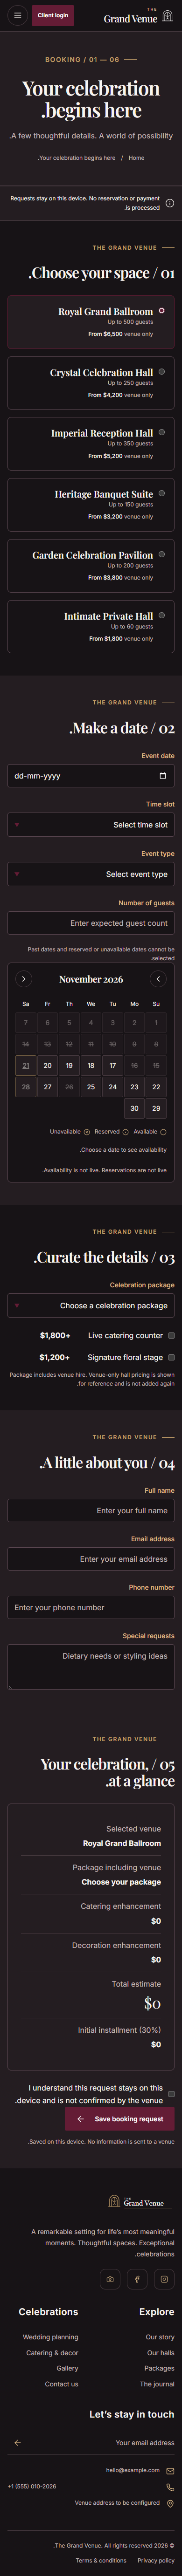 Client login
THE
Grand Venue
BOOKING / 01 — 06
Your celebration
.begins here
.A few thoughtful details. A world of possibility
.Your celebration begins here / Home
Requests stay on this device. No reservation or payment
.is processed
THE GRAND VENUE
.Choose your space / 01
Royal Grand Ballroom
Up to 500 guests
From $6,500 venue only
Crystal Celebration Hall
Up to 250 guests
From $4,200 venue only
Imperial Reception Hall
Up to 350 guests
From $5,200 venue only
Heritage Banquet Suite
Up to 150 guests
From $3,200 venue only
Garden Celebration Pavilion
Up to 200 guests
From $3,800 venue only
Intimate Private Hall
Up to 60 guests
From $1,800 venue only
THE GRAND VENUE
.Make a date / 02
Event date
dd-mm-yyyy
Time slot
Select time slot
Event type
Select event type
Number of guests
Enter expected guest count
Past dates and reserved or unavailable dates cannot be
.selected
November 2026
Sa Fr Th We Tu Mo Su
7 6 5 4 3 2 1
14 13 12 11 10 9 8
21 20 19 18 17 16 15
28 27 26 25 24 23 22
30 29
Unavailable Reserved Available
.Choose a date to see availability
.Availability is not live. Reservations are not live
THE GRAND VENUE
.Curate the details / 03
Celebration package
Choose a celebration package
$1,800+ Live catering counter
$1,200+ Signature floral stage
Package includes venue hire. Venue-only hall pricing is shown
.for reference and is not added again
THE GRAND VENUE
.A little about you / 04
Full name
Enter your full name
Email address
Enter your email address
Phone number
Enter your phone number
Special requests
Dietary needs or styling ideas
THE GRAND VENUE
Your celebration, / 05
.at a glance
Selected venue
Royal Grand Ballroom
Package including venue
Choose your package
Catering enhancement
$0
Decoration enhancement
$0
Total estimate
$0
Initial installment (30%)
$0
I understand this request stays on this
.device and is not confirmed by the venue
Save booking request
.Saved on this device. No information is sent to a venue
THE
Grand Venue
A remarkable setting for life's most meaningful
moments. Thoughtful spaces. Exceptional
.celebrations
Celebrations Explore
Wedding planning Our story
Catering & decor Our halls
Gallery Packages
Contact us The journal
Let's stay in touch
Your email address
hello@example.com
+1 (555) 010-2026
Venue address to be configured
.The Grand Venue. All rights reserved 2026 ©
Terms & conditions Privacy policy